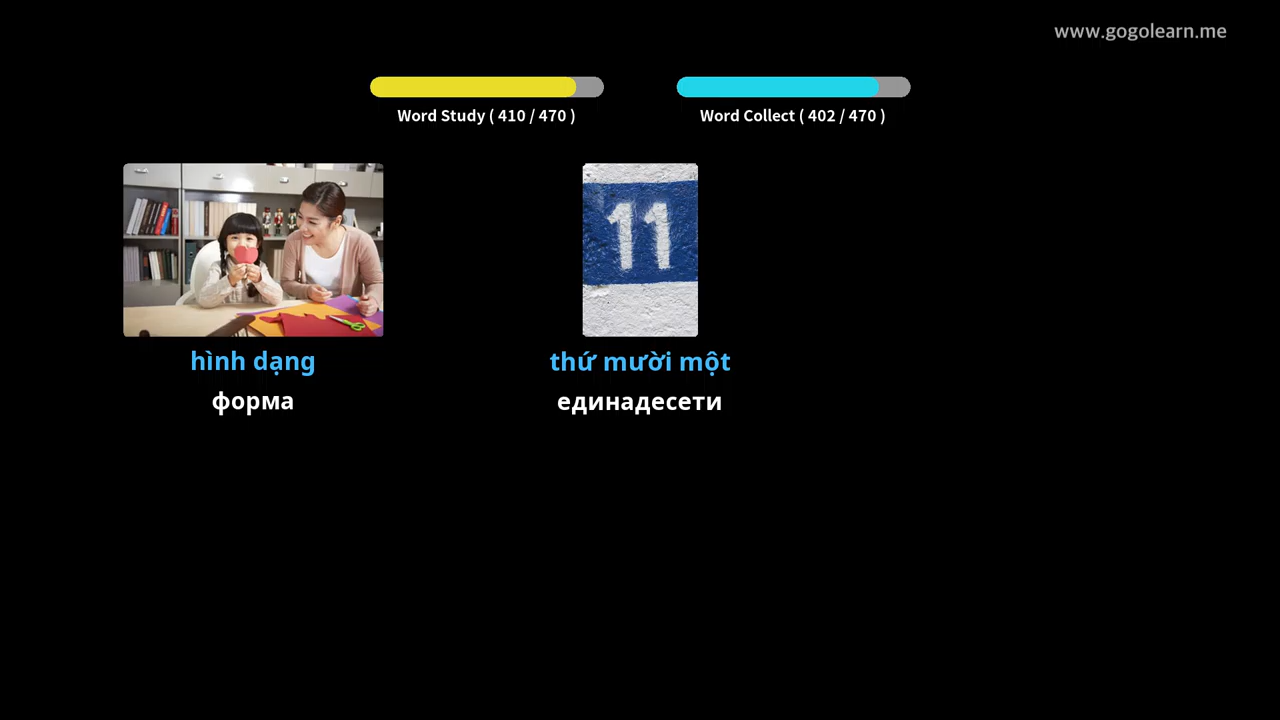 www.gogolearn.me
Word Study ( 410 / 470 )
Word Collect ( 402 / 470 )
11
hình dạng
форма
thứ mười một
единадесети